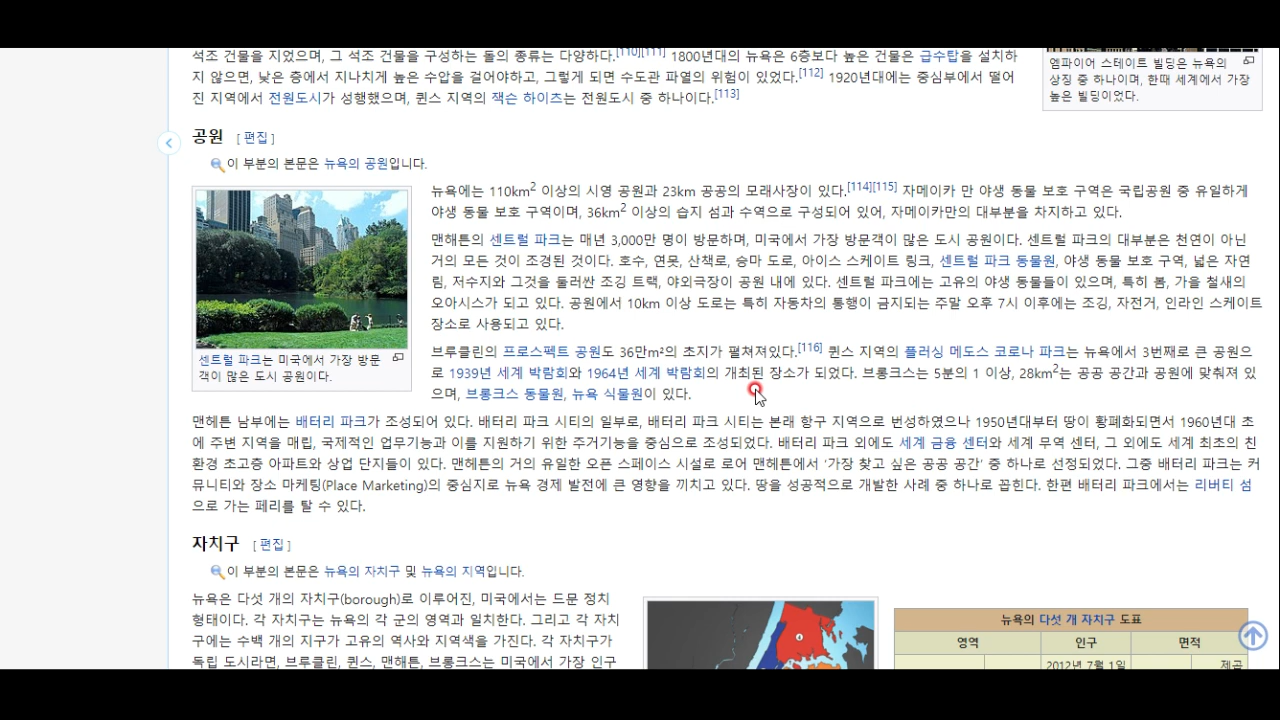 석조 건물을 지었으며, 그 석조 건물을 구성하는 돌의 종류는 다양하다.[110][111] 1800년대의 뉴욕은 6층보다 높은 건물은 급수탑을 설치하
지 않으면, 낮은 층에서 지나치게 높은 수압을 걸어야하고, 그렇게 되면 수도관 파열의 위험이 있었다.[112] 1920년대에는 중심부에서 떨어
진 지역에서 전원도시가 성행했으며, 퀸스 지역의 잭슨 하이츠는 전원도시 중 하나이다.[113]
엠파이어 스테이트 빌딩은 뉴욕의
상징 중 하나이며, 한때 세계에서 가장
높은 빌딩이었다.
공원 [편집]
이 부분의 본문은 뉴욕의 공원입니다.
뉴욕에는 110km2 이상의 시영 공원과 23km 공공의 모래사장이 있다.[114][115] 자메이카 만 야생 동물 보호 구역은 국립공원 중 유일하게
야생 동물 보호 구역이며, 36km2 이상의 습지 섬과 수역으로 구성되어 있어, 자메이카만의 대부분을 차지하고 있다.
맨해튼의 센트럴 파크는 매년 3,000만 명이 방문하며, 미국에서 가장 방문객이 많은 도시 공원이다. 센트럴 파크의 대부분은 천연이 아닌
거의 모든 것이 조경된 것이다. 호수, 연못, 산책로, 승마 도로, 아이스 스케이트 링크, 센트럴 파크 동물원, 야생 동물 보호 구역, 넓은 자연
림, 저수지와 그것을 둘러싼 조깅 트랙, 야외극장이 공원 내에 있다. 센트럴 파크에는 고유의 야생 동물들이 있으며, 특히 봄, 가을 철새의
오아시스가 되고 있다. 공원에서 10km 이상 도로는 특히 자동차의 통행이 금지되는 주말 오후 7시 이후에는 조깅, 자전거, 인라인 스케이트
장소로 사용되고 있다.
센트럴 파크는 미국에서 가장 방문
객이 많은 도시 공원이다.
브루클린의 프로스펙트 공원도 36만m²의 초지가 펼쳐져있다.[116] 퀸스 지역의 플러싱 메도스 코로나 파크는 뉴욕에서 3번째로 큰 공원으
로 1939년 세계 박람회와 1964년 세계 박람회의 개최된 장소가 되었다. 브롱크스는 5분의 1 이상, 28km2는 공공 공간과 공원에 맞춰져 있
으며, 브롱크스 동물원, 뉴욕 식물원이 있다.
맨헤튼 남부에는 배터리 파크가 조성되어 있다. 배터리 파크 시티의 일부로, 배터리 파크 시티는 본래 항구 지역으로 번성하였으나 1950년대부터 땅이 황폐화되면서 1960년대 초
에 주변 지역을 매립, 국제적인 업무기능과 이를 지원하기 위한 주거기능을 중심으로 조성되었다. 배터리 파크 외에도 세계 금융 센터와 세계 무역 센터, 그 외에도 세계 최초의 친
환경 초고층 아파트와 상업 단지들이 있다. 맨헤튼의 거의 유일한 오픈 스페이스 시설로 로어 맨헤튼에서 '가장 찾고 싶은 공공 공간' 중 하나로 선정되었다. 그중 배터리 파크는 커
뮤니티와 장소 마케팅(Place Marketing)의 중심지로 뉴욕 경제 발전에 큰 영향을 끼치고 있다. 땅을 성공적으로 개발한 사례 중 하나로 꼽힌다. 한편 배터리 파크에서는 리버티 섬
으로 가는 페리를 탈 수 있다.
자치구 [편집]
이 부분의 본문은 뉴욕의 자치구 및 뉴욕의 지역입니다.
뉴욕은 다섯 개의 자치구(borough)로 이루어진, 미국에서는 드문 정치
형태이다. 각 자치구는 뉴욕의 각 군의 영역과 일치한다. 그리고 각 자치
구에는 수백 개의 지구가 고유의 역사와 지역색을 가진다. 각 자치구가
독립 도시라면, 브루클린, 퀸스, 맨해튼, 브롱크스는 미국에서 가장 인구
4
뉴욕의 다섯 개 자치구 도표
영역 인구 면적
2012년 7월 1일 제곱